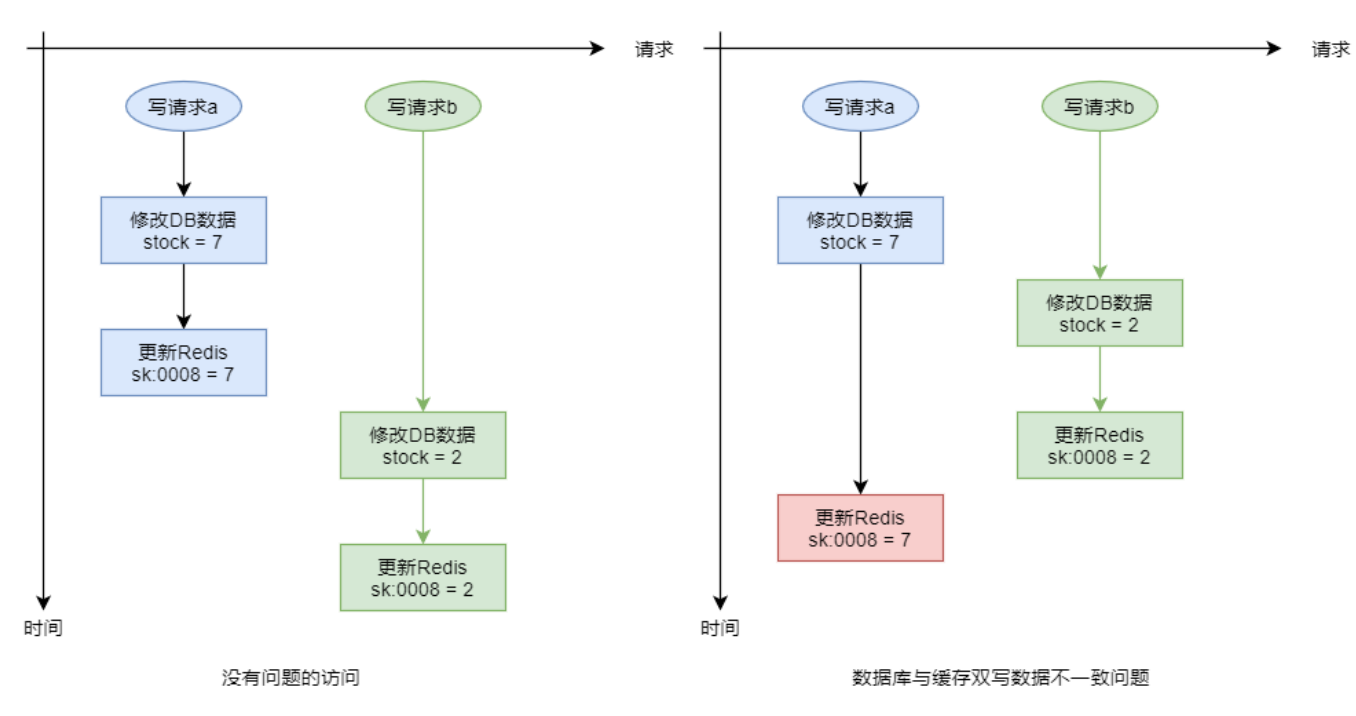 请求
写请求a
写请求b
修改DB数据
stock = 7
更新Redis
sk:0008 = 7
修改DB数据
stock = 2
更新Redis
sk:0008 = 2
时间
没有问题的访问
请求
写请求a
写请求b
修改DB数据
stock = 7
修改DB数据
stock = 2
更新Redis
sk:0008 = 2
更新Redis
sk:0008 = 7
时间
数据库与缓存双写数据不一致问题